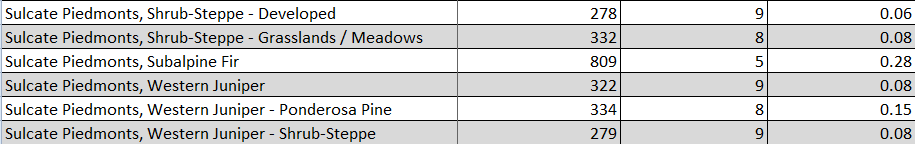 Sulcate Piedmonts, Shrub-Steppe - Developed 278 9 0.06
Sulcate Piedmonts, Shrub-Steppe - Grasslands / Meadows 332 8 0.08
Sulcate Piedmonts, Subalpine Fir 809 5 0.28
Sulcate Piedmonts, Western Juniper 322 9 0.08
Sulcate Piedmonts, Western Juniper - Ponderosa Pine 334 8 0.15
Sulcate Piedmonts, Western Juniper - Shrub-Steppe 279 9 0.08